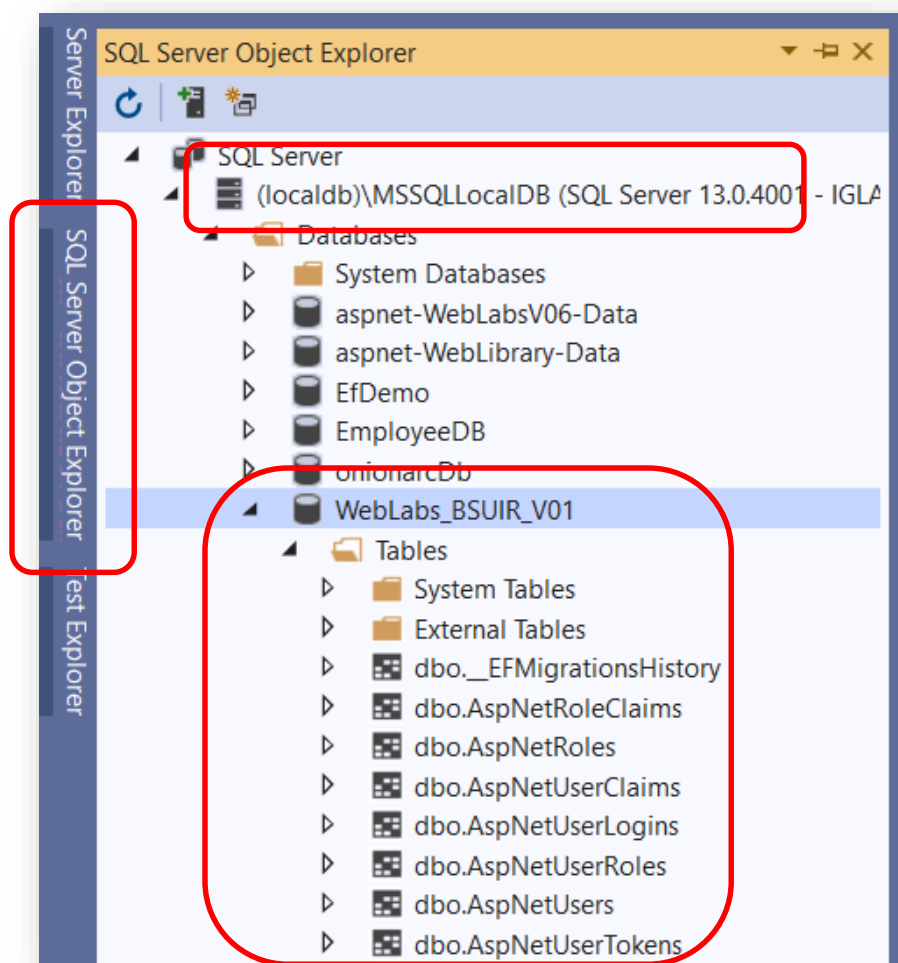 Server Explorer
SQL Server Object Explorer
Test Explorer
SQL Server Object Explorer
SQL Server
(localdb)\MSSQLLocalDB (SQL Server 13.0.4001 - IGLA
Databases
System Databases
aspnet-WebLabsV06-Data
aspnet-WebLibrary-Data
EfDemo
EmployeeDB
onionarcDb
WebLabs_BSUIR_V01
Tables
System Tables
External Tables
dbo.__EFMigrationsHistory
dbo.AspNetRoleClaims
dbo.AspNetRoles
dbo.AspNetUserClaims
dbo.AspNetUserLogins
dbo.AspNetUserRoles
dbo.AspNetUsers
dbo.AspNetUserTokens